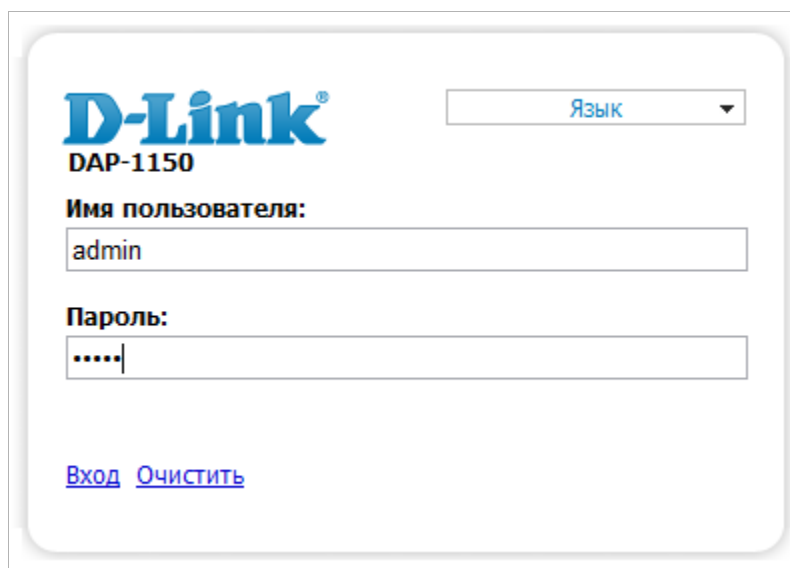 D-Link®
Язык
DAP-1150
Имя пользователя:
admin
Пароль:
•••••
Вход Очистить